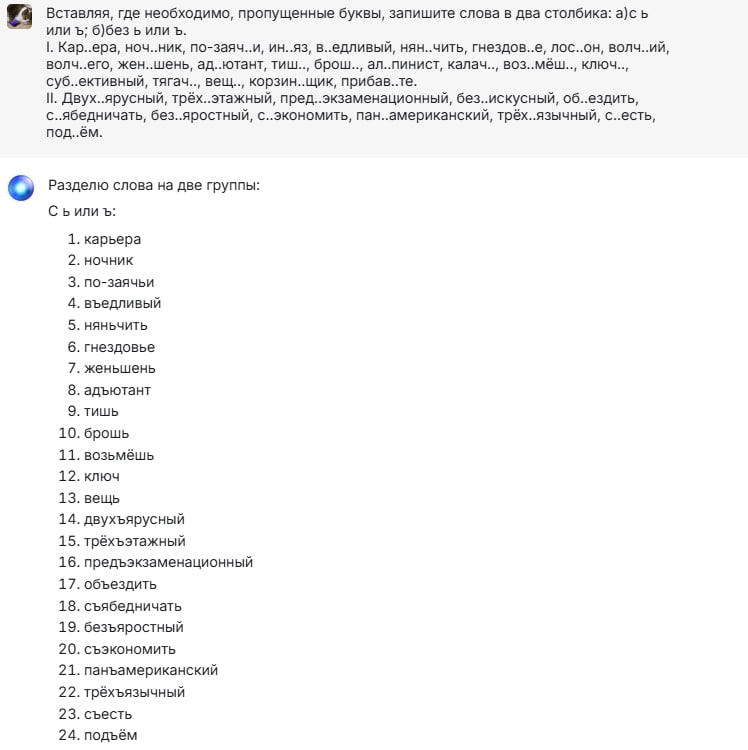 Вставляя, где необходимо, пропущенные буквы, запишите слова в два столбика: а)с ь
или ъ; б)без ь или ъ.
I. Кар..ера, ноч..ник, по-заяч..и, ин..яз, в..едливый, нян..чить, гнездов..е, лос..он, волч..ий,
волч..его, жен..шень, ад..ютант, тиш.., брош.., ал..пинист, калач.., воз..мёш.., ключ..,
суб..ективный, тягач.., вещ.., корзин..щик, прибав..те.
II. Двух..ярусный, трёх..этажный, пред..экзаменационный, без..искусный, об..ездить,
с..ябедничать, без..яростный, с..экономить, пан..американский, трёх..язычный, с..есть,
под..ём.
Разделю слова на две группы:
С ь или ъ:
1. карьера
2. ночник
3. по-заячьи
4. въедливый
5. няньчить
6. гнездовье
7. женьшень
8. адъютант
9. тишь
10. брошь
11. возьмёшь
12. ключ
13. вещь
14. двухъярусный
15. трёхъэтажный
16. предъэкзаменационный
17. объездить
18. съябедничать
19. безъяростный
20. съэкономить
21. панъамериканский
22. трёхъязычный
23. съесть
24. подъём